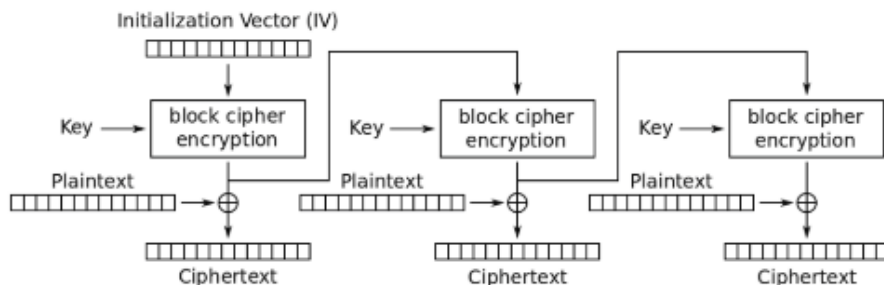 Initialization Vector (IV)
Key
block cipher
encryption
Key
block cipher
encryption
Key
block cipher
encryption
Plaintext
Plaintext
Plaintext
Ciphertext
Ciphertext
Ciphertext